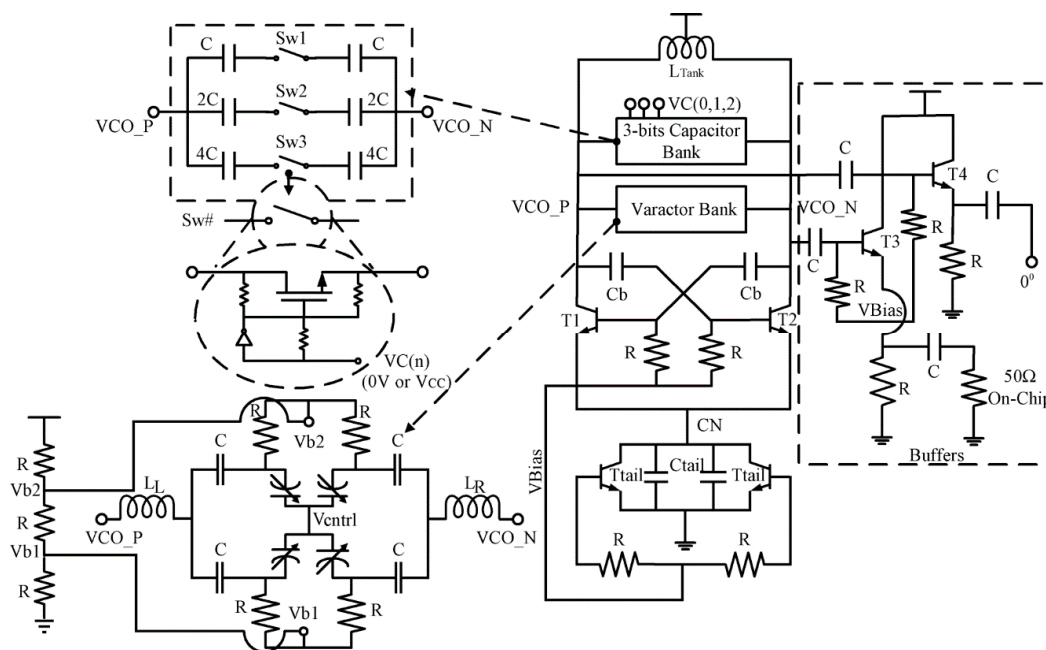 C Sw1 C
2C Sw2 2C
VCO_P VCO_N
4C Sw3 4C
Sw#
VC(n)
(0V or Vcc)
LTank
VC(0,1,2)
3-bits Capacitor
Bank
VCO_P Varactor Bank VCO_N
Cb Cb
T1 T2
R R
CN
VBias
Ttail Ctail Ttail
R R
C T4 C
R R
0⁰
C T3
R
VBias
R C 50Ω
On-Chip
Buffers
R R
C Vb2 C
R
Vb2 LL LR
R Vcntrl
VCO_P VCO_N
Vb1 C C
R
R Vb1 R